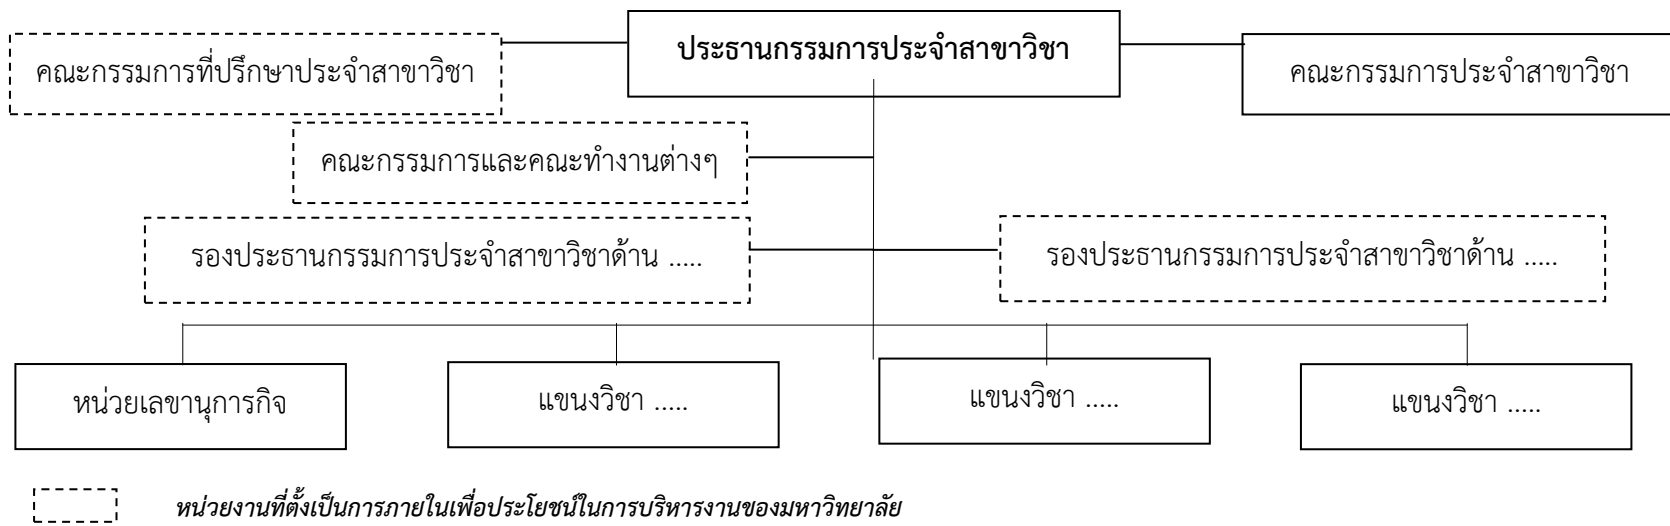 ประธานกรรมการประจำสาขาวิชา
คณะกรรมการที่ปรึกษาประจำสาขาวิชา
คณะกรรมการประจำสาขาวิชา
คณะกรรมการและคณะทำงานต่างๆ
รองประธานกรรมการประจำสาขาวิชาด้าน .....
รองประธานกรรมการประจำสาขาวิชาด้าน .....
หน่วยเลขานุการกิจ
แขนงวิชา .....
แขนงวิชา .....
แขนงวิชา .....
หน่วยงานที่ตั้งเป็นการภายในเพื่อประโยชน์ในการบริหารงานของมหาวิทยาลัย